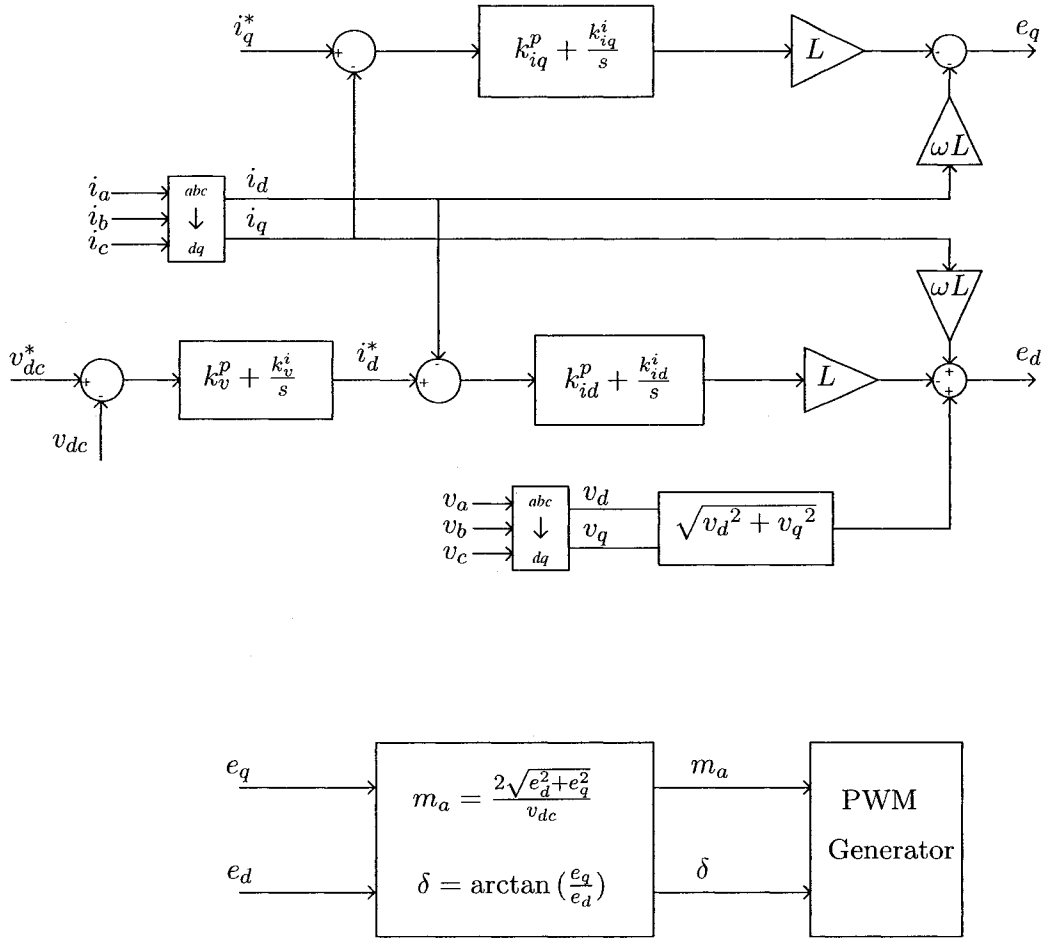 i_q^*
+
-
k_{iq}^p + \frac{k_{iq}^i}{s}
L
-
-
e_q
ωL
i_a
i_b
i_c
abc
↓
dq
i_d
i_q
ωL
v_{dc}^*
+
-
v_{dc}
k_v^p + \frac{k_v^i}{s}
i_d^*
+
-
k_{id}^p + \frac{k_{id}^i}{s}
L
-
+
+
e_d
v_a
v_b
v_c
abc
↓
dq
v_d
v_q
\sqrt{v_d^2 + v_q^2}
e_q
e_d
m_a = \frac{2\sqrt{e_d^2+e_q^2}}{v_{dc}}
δ = arctan (\frac{e_q}{e_d})
m_a
δ
PWM
Generator